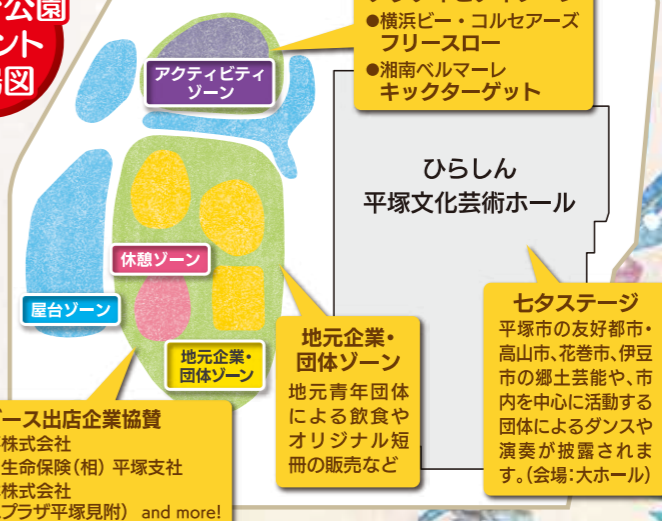 公園
ント
場図
●横浜ビー・コルセアーズ
フリースロー
●湘南ベルマーレ
キックターゲット
アクティビティ
ゾーン
ひらしん
平塚文化芸術ホール
休憩ゾーン
屋台ゾーン
地元企業・
団体ゾーン
地元企業・
団体ゾーン
地元青年団体
による飲食や
オリジナル短
冊の販売など
七夕ステージ
平塚市の友好都市・
高山市、花巻市、伊豆
市の郷土芸能や、市
内を中心に活動する
団体によるダンスや
演奏が披露されま
す。(会場:大ホール)
ース出店企業協賛
株式会社
生命保険(相) 平塚支社
株式会社
プラザ平塚見附) and more!